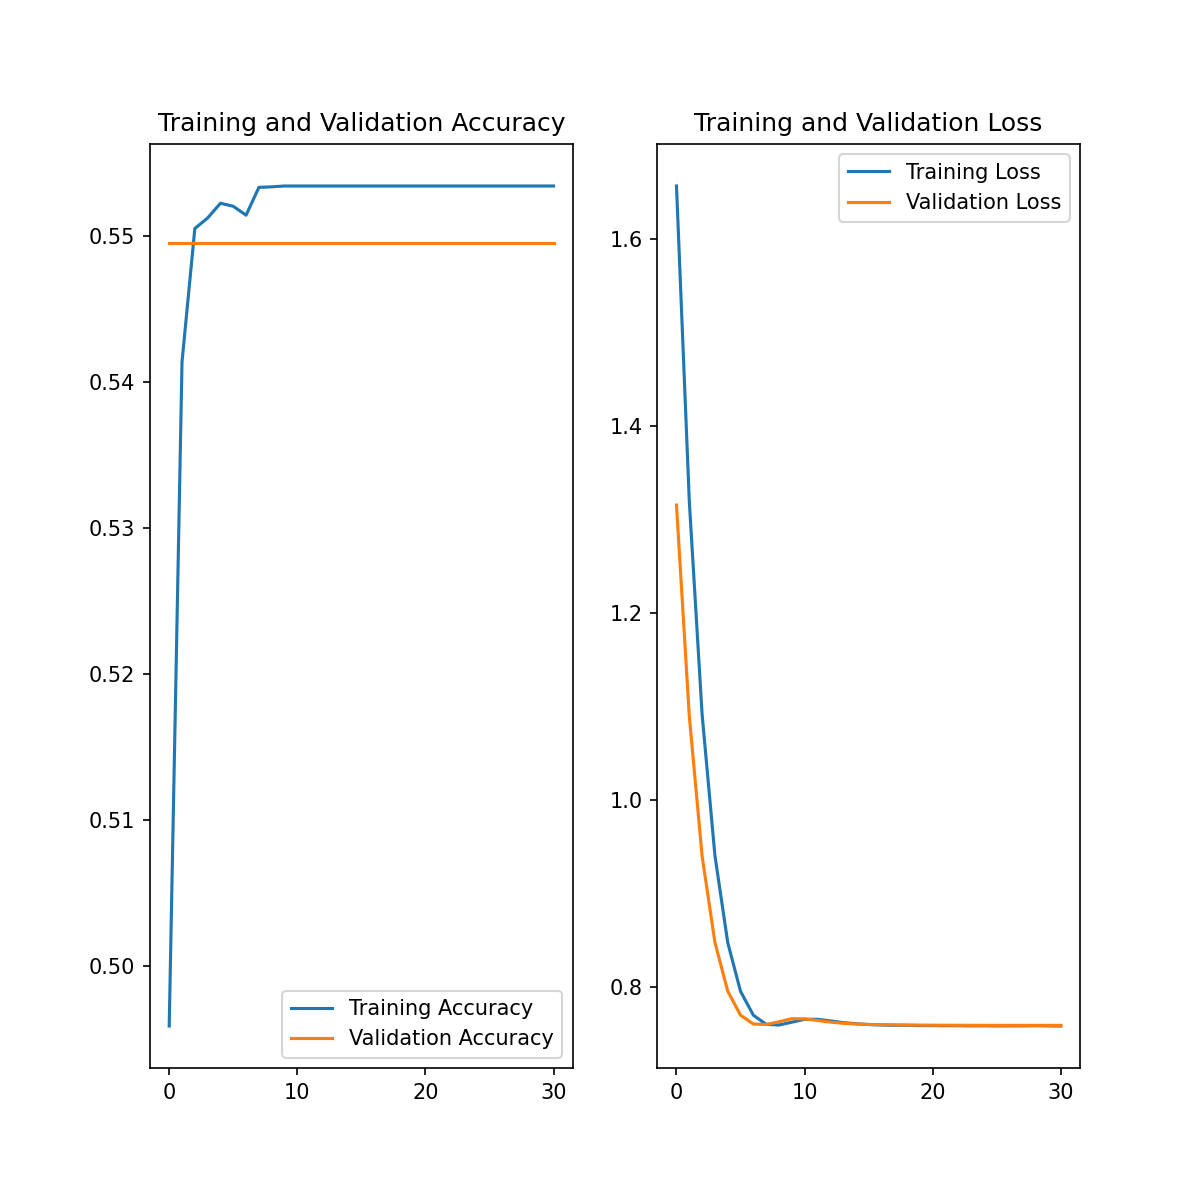 Training and Validation Accuracy
0.55
0.54
0.53
0.52
0.51
0.50
Training Accuracy
Validation Accuracy
0 10 20 30
Training and Validation Loss
Training Loss
Validation Loss
1.6
1.4
1.2
1.0
0.8
0 10 20 30